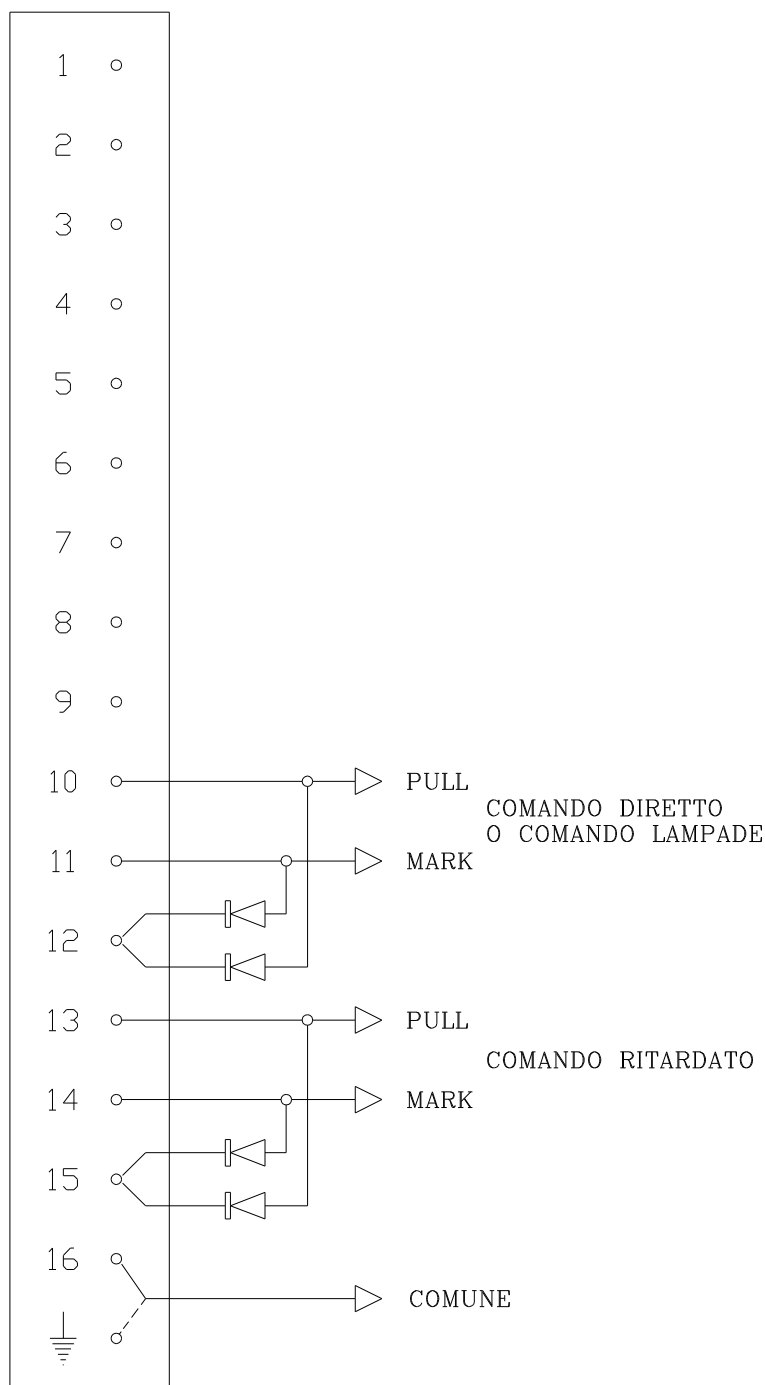 1
2
3
4
5
6
7
8
9
10 PULL
COMANDO DIRETTO
O COMANDO LAMPADE
11 MARK
12
13 PULL
COMANDO RITARDATO
14 MARK
15
16
COMUNE